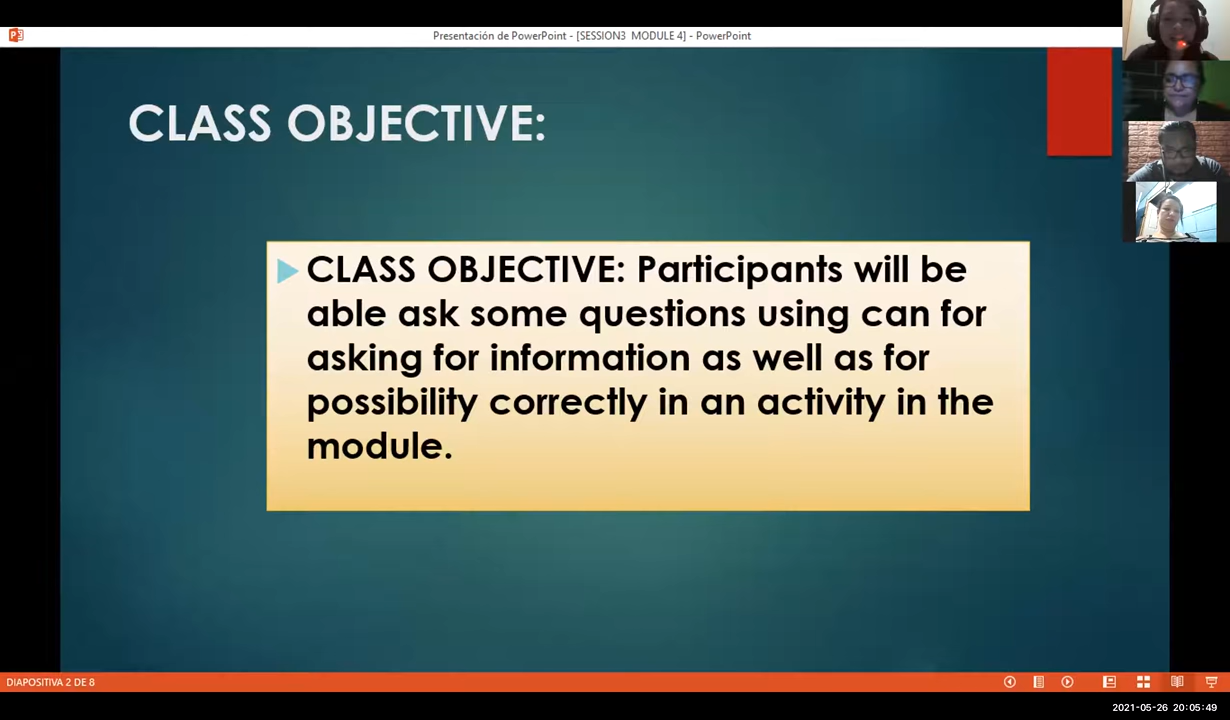 Presentación de PowerPoint - [SESSION3 MODULE 4] - PowerPoint
CLASS OBJECTIVE:
CLASS OBJECTIVE: Participants will be
able ask some questions using can for
asking for information as well as for
possibility correctly in an activity in the
module.
DIAPOSITIVA 2 DE 8
2021-05-26 20:05:49